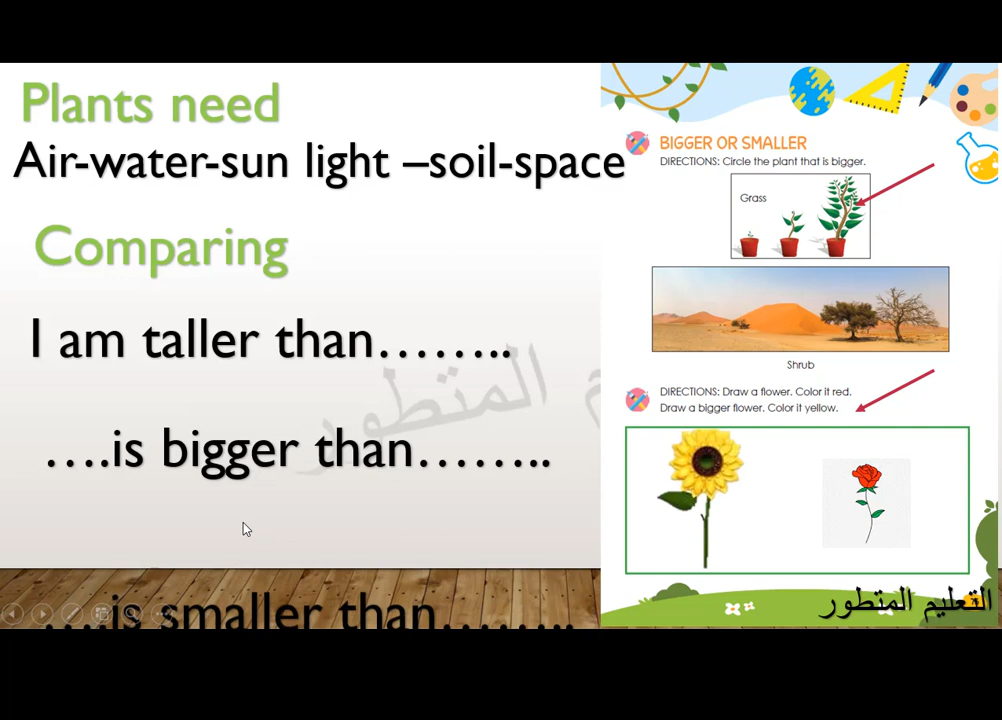 Plants need
Air-water-sun light –soil-space
Comparing
I am taller than……..
….is bigger than……..
….is smaller than……..
BIGGER OR SMALLER
DIRECTIONS: Circle the plant that is bigger.
Grass
Shrub
DIRECTIONS: Draw a flower. Color it red.
Draw a bigger flower. Color it yellow.
التعليم المتطور